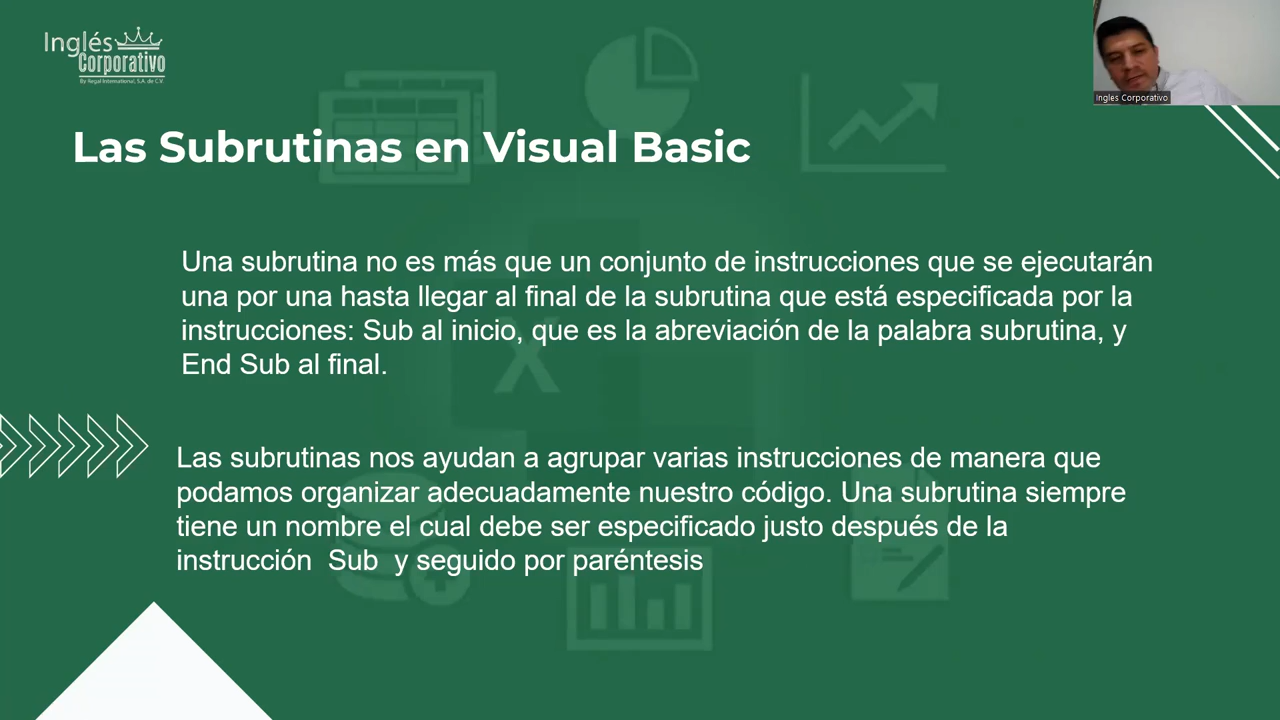 Inglés
Corporativo
By Regal International, S.A. de C.V.
Ingles Corporativo
Las Subrutinas en Visual Basic
Una subrutina no es más que un conjunto de instrucciones que se ejecutarán
una por una hasta llegar al final de la subrutina que está especificada por la
instrucciones: Sub al inicio, que es la abreviación de la palabra subrutina, y
End Sub al final.
Las subrutinas nos ayudan a agrupar varias instrucciones de manera que
podamos organizar adecuadamente nuestro código. Una subrutina siempre
tiene un nombre el cual debe ser especificado justo después de la
instrucción  Sub  y seguido por paréntesis
X